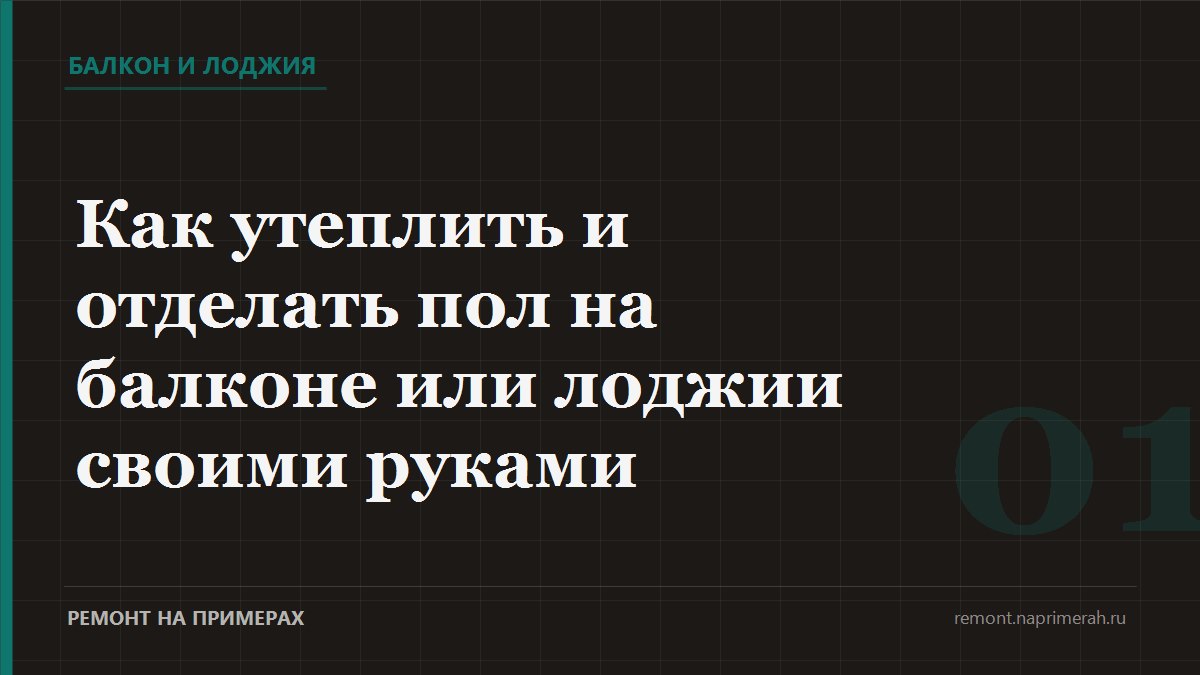 БАЛКОН И ЛОДЖИЯ
Как утеплить и
отделать пол на
балконе или лоджии
своими руками
01
РЕМОНТ НА ПРИМЕРАХ
remont.naprimerah.ru